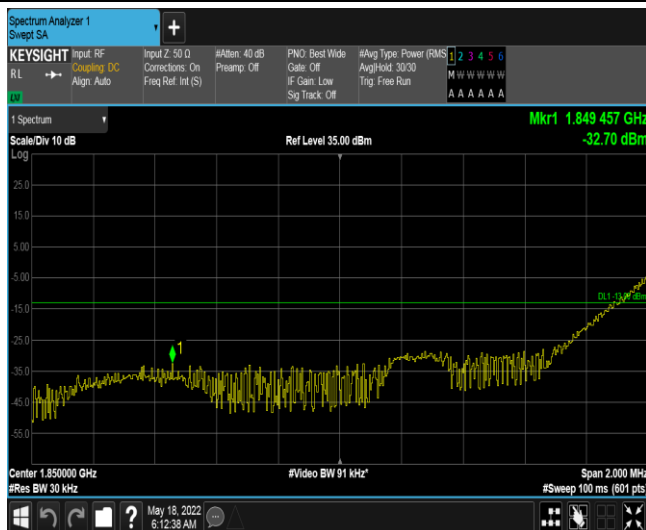 Spectrum Analyzer 1
Swept SA
+
KEYSIGHT Input: RF Input Z: 50 Ω #Atten: 40 dB PNO: Best Wide #Avg Type: Power (RMS 1 2 3 4 5 6
RL Coupling: DC Corrections: On Preamp: Off Gate: Off Avg|Hold: 30/30 M W W W W W
Align: Auto Freq Ref: Int (S) IF Gain: Low Trig: Free Run
Sig Track: Off A A A A A A
1 Spectrum
Mkr1 1.849 457 GHz
Scale/Div 10 dB Ref Level 35.00 dBm -32.70 dBm
Log
25.0
15.0
5.00
-5.00
DL1 dBm
-15.0
-25.0
1
-35.0
-45.0
-55.0
Center 1.850000 GHz #Video BW 91 kHz* Span 2.000 MHz
#Res BW 30 kHz #Sweep 100 ms (601 pts)
? May 18, 2022
6:12:38 AM